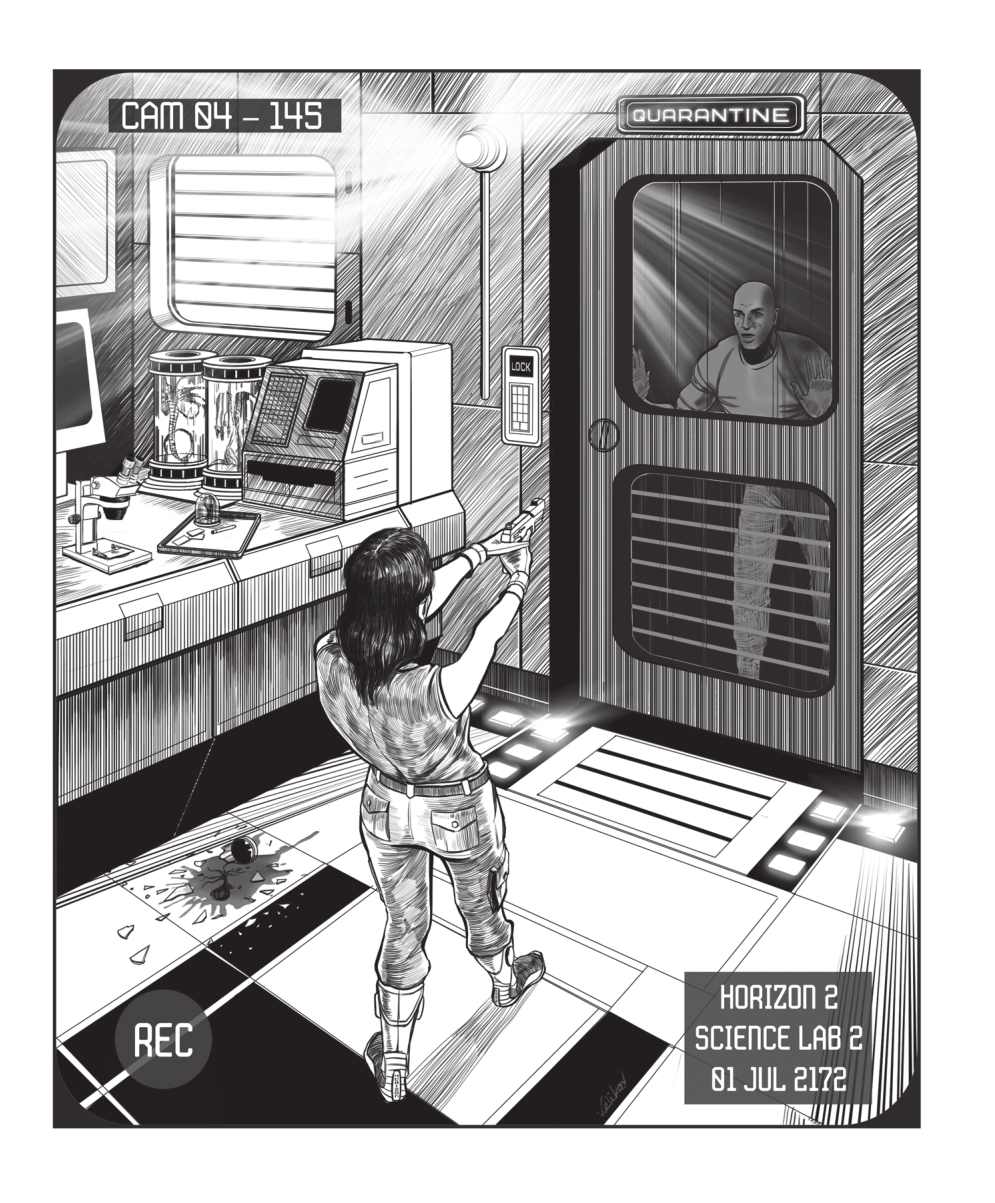 CAM 04 – 145
QUARANTINE
LOCK
REC
HORIZON 2
SCIENCE LAB 2
01 JUL 2172